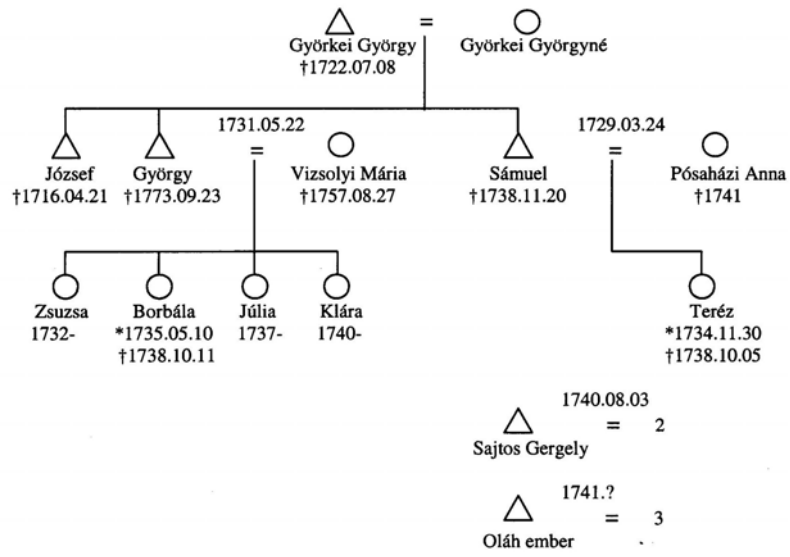 =
Györkei György Györkei Györgyné
†1722.07.08
1731.05.22 1729.03.24
= =
József György Vizsolyi Mária Sámuel Pósaházi Anna
†1716.04.21 †1773.09.23 †1757.08.27 †1738.11.20 †1741
Zsuzsa Borbála Júlia Klára Teréz
1732- *1735.05.10 1737- 1740- *1734.11.30
†1738.10.11 †1738.10.05
1740.08.03
= 2
Sajtos Gergely
1741.?
= 3
Oláh ember